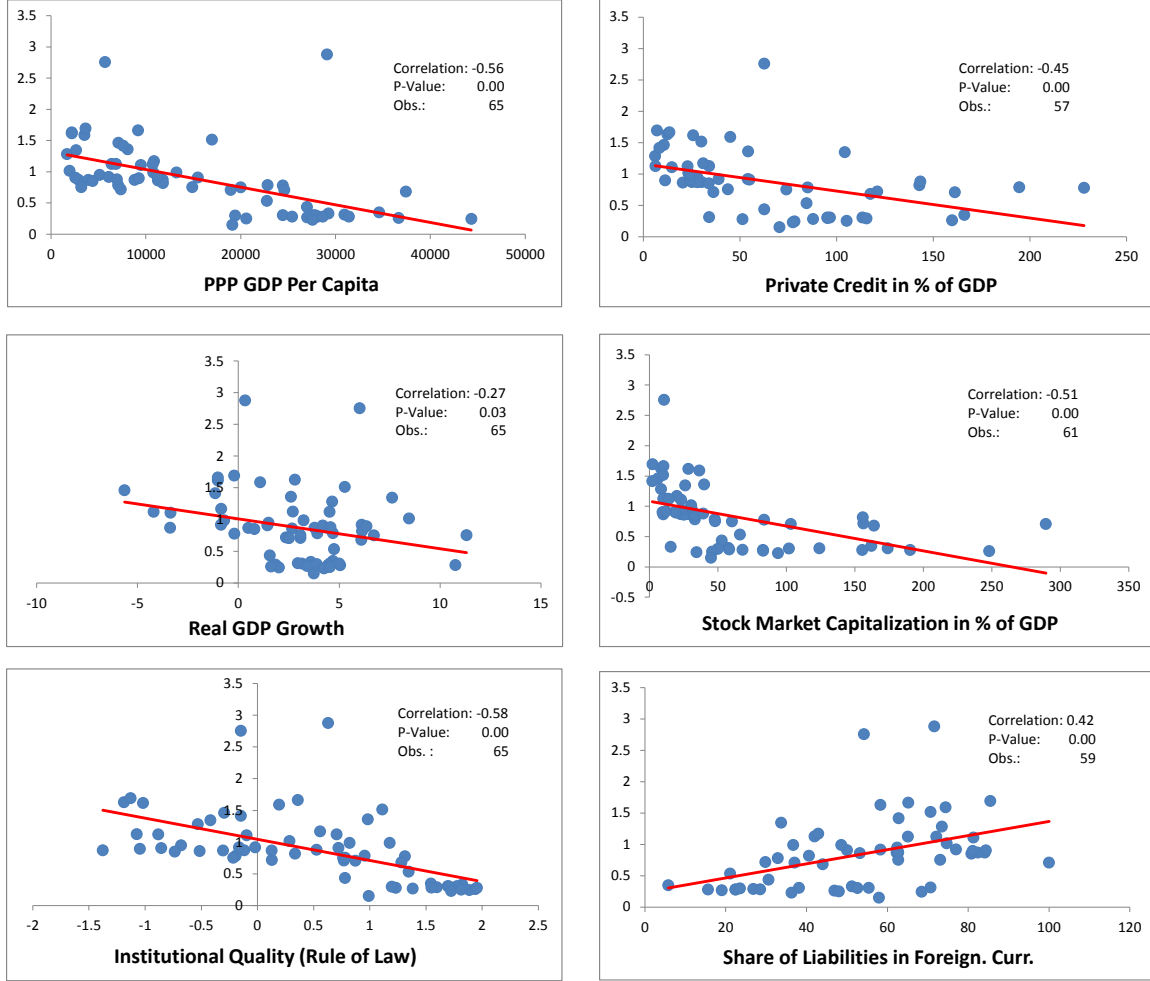 3.5
3
2.5
2
1.5
1
0.5
0
0 10000 20000 30000 40000 50000
Correlation: -0.56
P-Value: 0.00
Obs.: 65
PPP GDP Per Capita
3.5
3
2.5
2
1.5
1
0.5
0
0 50 100 150 200 250
Correlation: -0.45
P-Value: 0.00
Obs.: 57
Private Credit in % of GDP
3.5
3
2.5
2
1.5
1
0.5
0
-10 -5 0 5 10 15
Correlation: -0.27
P-Value: 0.03
Obs.: 65
Real GDP Growth
3.5
3
2.5
2
1.5
1
0.5
0
-0.5
0 50 100 150 200 250 300 350
Correlation: -0.51
P-Value: 0.00
Obs.: 61
Stock Market Capitalization in % of GDP
3.5
3
2.5
2
1.5
1
0.5
0
-2 -1.5 -1 -0.5 0 0.5 1 1.5 2 2.5
Correlation: -0.58
P-Value: 0.00
Obs. : 65
Institutional Quality (Rule of Law)
3.5
3
2.5
2
1.5
1
0.5
0
0 20 40 60 80 100 120
Correlation: 0.42
P-Value: 0.00
Obs.: 59
Share of Liabilities in Foreign. Curr.